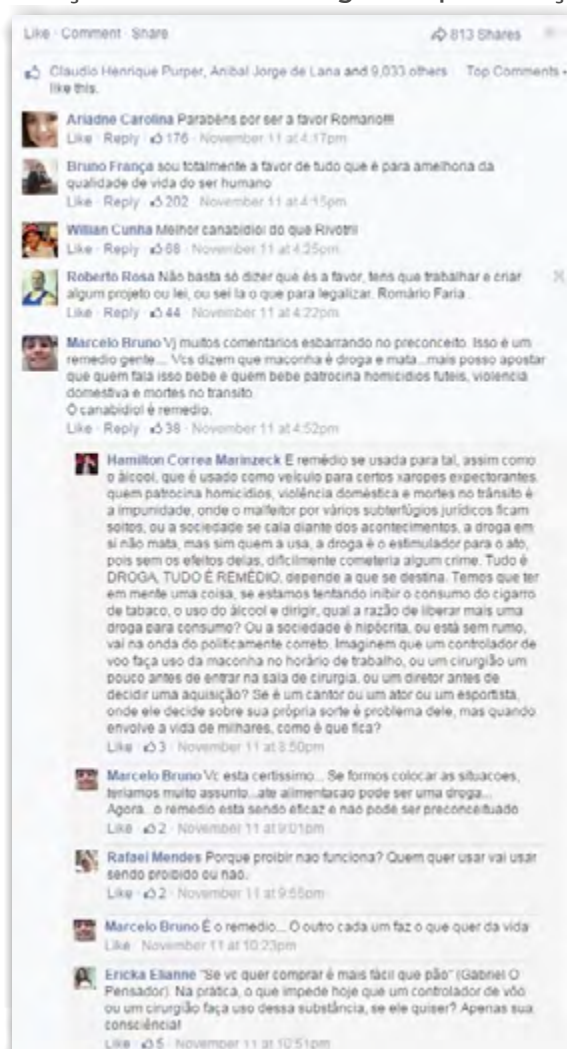 Like · Comment · Share 813 Shares
Claudio Henrique Purper, Anibal Jorge de Lana and 9,033 others Top Comments
like this.
Ariadne Carolina Parabéns por ser a favor Romario!!!
Like · Reply · 176 · November 11 at 4:17pm
Bruno França sou totalmente a favor de tudo que é para amelhoria da
qualidade de vida do ser humano
Like · Reply · 202 · November 11 at 4:15pm
Willian Cunha Melhor canabidiol do que Rivotril
Like · Reply · 68 · November 11 at 4:25pm
Roberto Rosa Não basta só dizer que és a favor, tens que trabalhar e criar
algum projeto ou lei, ou sei la o que para legalizar. Romário Faria .
Like · Reply · 44 · November 11 at 4:22pm
Marcelo Bruno Vj muitos comentarios esbarrando no preconceito. Isso é um
remedio gente.... Vcs dizem que maconha é droga e mata...mais posso apostar
que quem fala isso bebe e quem bebe patrocina homicidios futeis, violencia
domestiva e mortes no transito.
O canabidiol é remedio.
Like · Reply · 38 · November 11 at 4:52pm
Hamilton Correa Marinzeck E remédio se usada para tal, assim como
o àlcool, que é usado como veículo para certos xaropes expectorantes.
quem patrocina homicídios, violência doméstica e mortes no trânsito é
a impunidade, onde o malfeitor por vários subterfúgios jurídicos ficam
soltos, ou a sociedade se cala diante dos acontecimentos, a droga em
si não mata, mas sim quem a usa, a droga é o estimulador para o ato,
pois sem os efeitos delas, dificilmente cometeria algum crime. Tudo é
DROGA, TUDO É REMÉDIO, depende a que se destina. Temos que ter
em mente uma coisa, se estamos tentando inibir o consumo do cigarro
de tabaco, o uso do àlcool e dirigir, qual a razão de liberar mais uma
droga para consumo? Ou a sociedade é hipócrita, ou está sem rumo,
vai na onda do politicamente correto. Imaginem que um controlador de
voo faça uso da maconha no horário de trabalho, ou um cirurgião um
pouco antes de entrar na sala de cirurgia, ou um diretor antes de
decidir uma aquisição? Se é um cantor ou um ator ou um esportista,
onde ele decide sobre sua própria sorte é problema dele, mas quando
envolve a vida de milhares, como é que fica?
Like · 3 · November 11 at 8:50pm
Marcelo Bruno Vc esta certissimo... Se formos colocar as situacoes,
teriamos muito assunto...ate alimentacao pode ser uma droga...
Agora.. o remedio esta sendo eficaz e nao pode ser preconceituado
Like · 2 · November 11 at 9:01pm
Rafael Mendes Porque proibir nao funciona? Quem quer usar vai usar
sendo proibido ou nao.
Like · 2 · November 11 at 9:55pm
Marcelo Bruno É o remedio... O outro cada um faz o que quer da vida
Like · November 11 at 10:23pm
Ericka Elianne "Se vc quer comprar é mais fácil que pão" (Gabriel O
Pensador). Na prática, o que impede hoje que um controlador de vôo
ou um cirurgião faça uso dessa substância, se ele quiser? Apenas sua
consciência!
Like · 5 · November 11 at 10:51pm